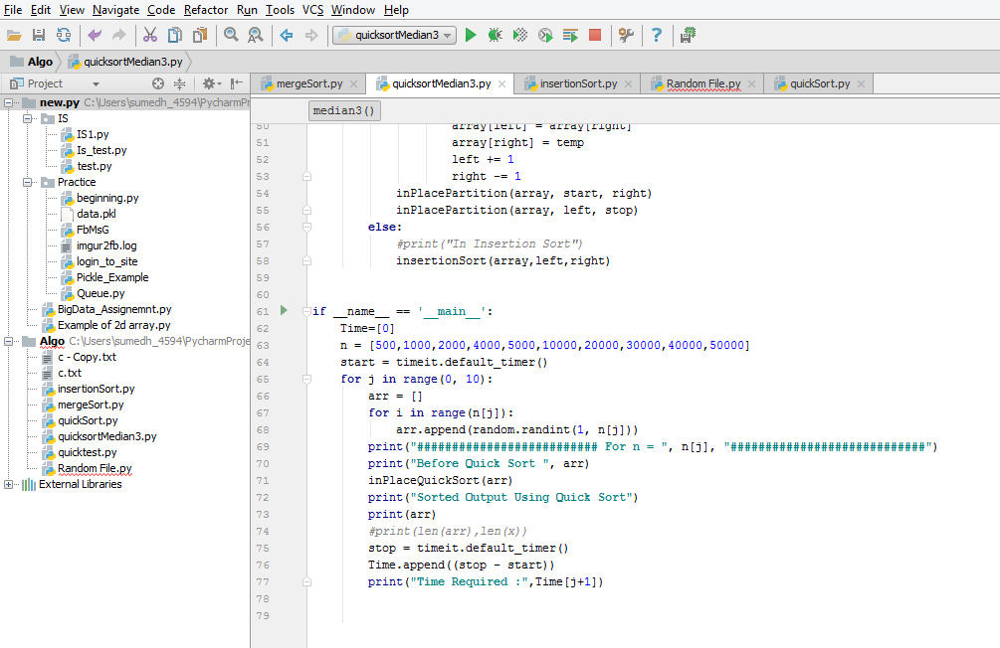 File Edit View Navigate Code Refactor Run Tools VCS Window Help
quicksortMedian3
Algo quicksortMedian3.py
Project
mergeSort.py quicksortMedian3.py insertionSort.py Random File.py quickSort.py
new.py C:\Users\sumedh_4594\PycharmPr
IS
IS1.py
Is_test.py
test.py
Practice
beginning.py
data.pkl
FbMsG
imgur2fb.log
login_to_site
Pickle_Example
Queue.py
BigData_Assignemnt.py
Example of 2d array.py
Algo C:\Users\sumedh_4594\PycharmProje
c - Copy.txt
c.txt
insertionSort.py
mergeSort.py
quickSort.py
quicksortMedian3.py
quicktest.py
Random File.py
External Libraries
median3()
50 array[left] = array[right]
51 array[right] = temp
52 left += 1
53 right -= 1
54 inPlacePartition(array, start, right)
55 inPlacePartition(array, left, stop)
56 else:
57 #print("In Insertion Sort")
58 insertionSort(array,left,right)
59
60
61 if __name__ == '__main__':
62 Time=[0]
63 n = [500,1000,2000,4000,5000,10000,20000,30000,40000,50000]
64 start = timeit.default_timer()
65 for j in range(0, 10):
66 arr = []
67 for i in range(n[j]):
68 arr.append(random.randint(1, n[j]))
69 print("########################## For n = ", n[j], "############################")
70 print("Before Quick Sort ", arr)
71 inPlaceQuickSort(arr)
72 print("Sorted Output Using Quick Sort")
73 print(arr)
74 #print(len(arr),len(x))
75 stop = timeit.default_timer()
76 Time.append((stop - start))
77 print("Time Required :",Time[j+1])
78
79